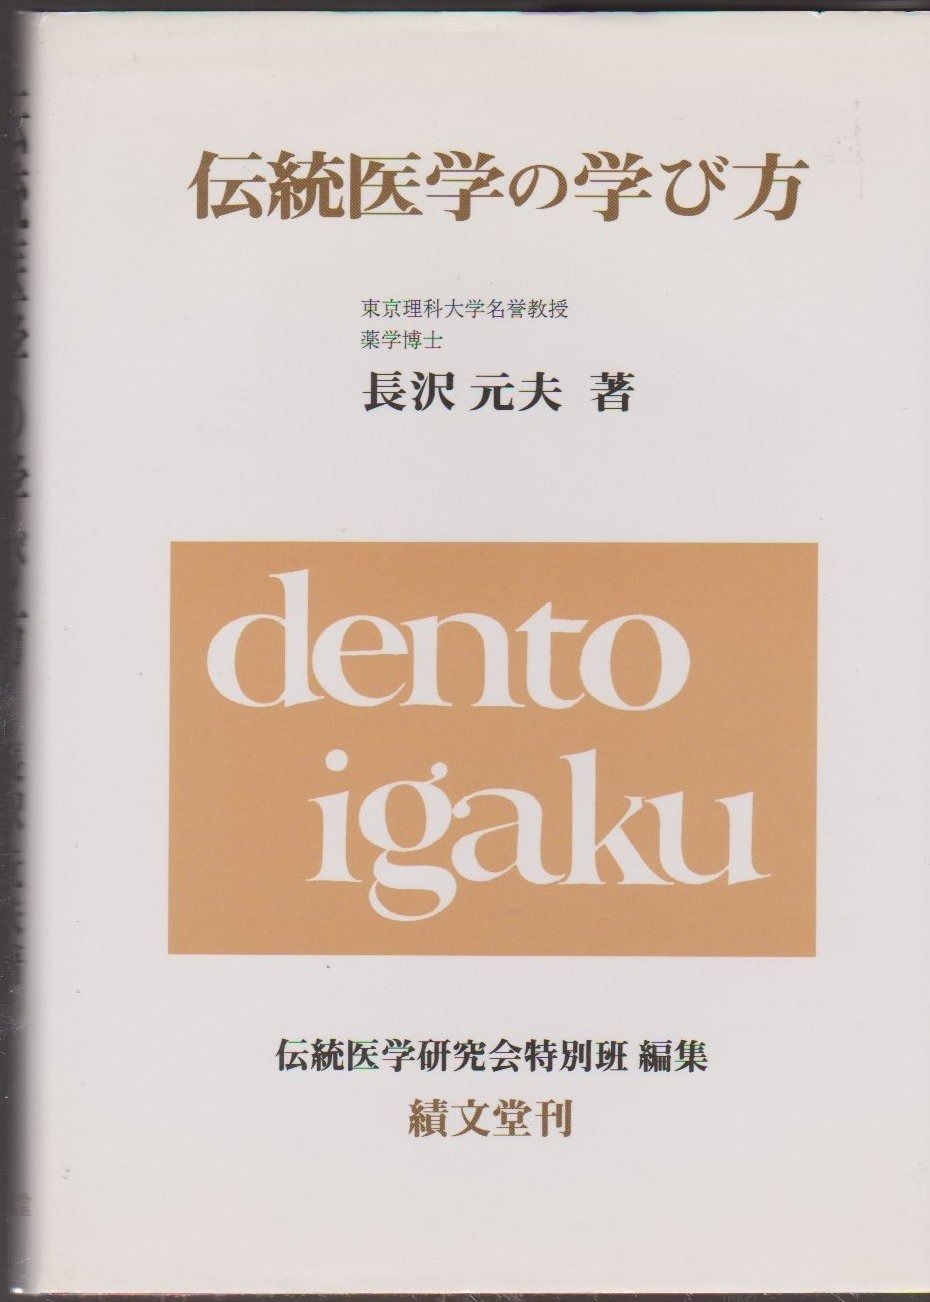 伝統医学の学び方
東京理科大学名誉教授
薬学博士
長沢 元夫 著
dento
igaku
伝統医学研究会特別班 編集
績文堂刊